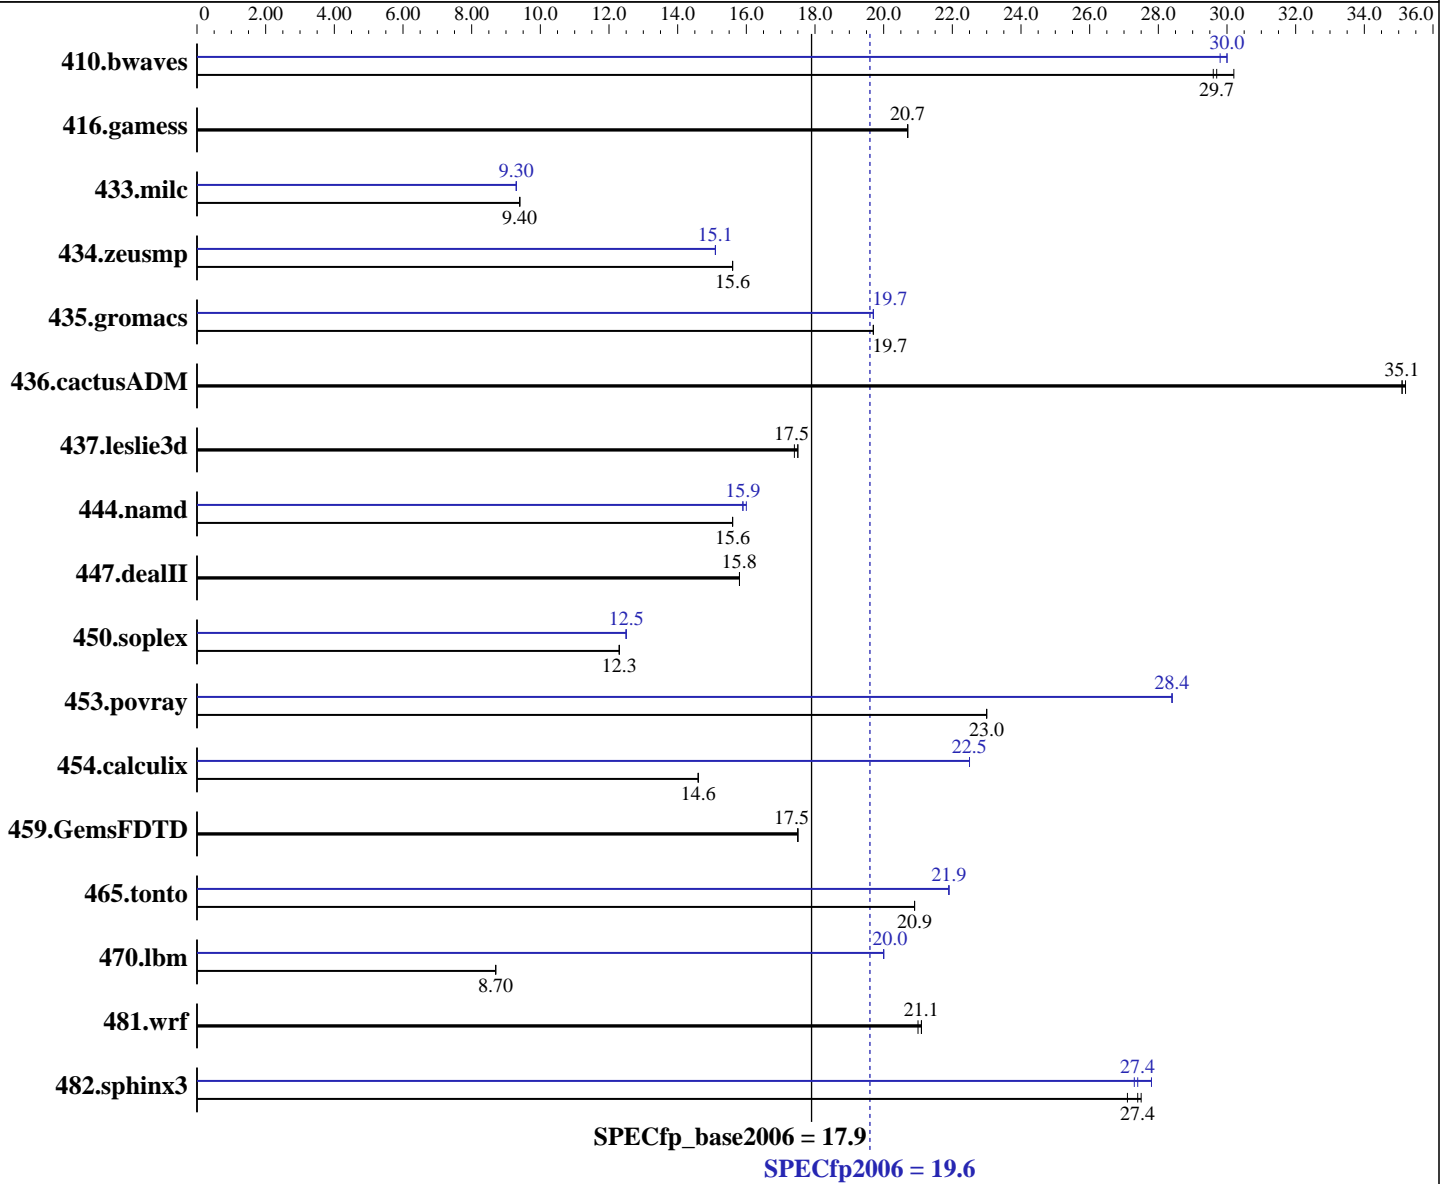 0 2.00 4.00 6.00 8.00 10.0 12.0 14.0 16.0 18.0 20.0 22.0 24.0 26.0 28.0 30.0 32.0 34.0 36.0
30.0
410.bwaves
29.7
20.7
416.gamess
9.30
433.milc
9.40
15.1
434.zeusmp
15.6
19.7
435.gromacs
19.7
35.1
436.cactusADM
17.5
437.leslie3d
15.9
444.namd
15.6
15.8
447.dealII
12.5
450.soplex
12.3
28.4
453.povray
23.0
22.5
454.calculix
14.6
17.5
459.GemsFDTD
21.9
465.tonto
20.9
20.0
470.lbm
8.70
21.1
481.wrf
27.4
482.sphinx3
27.4
SPECfp_base2006 = 17.9
SPECfp2006 = 19.6